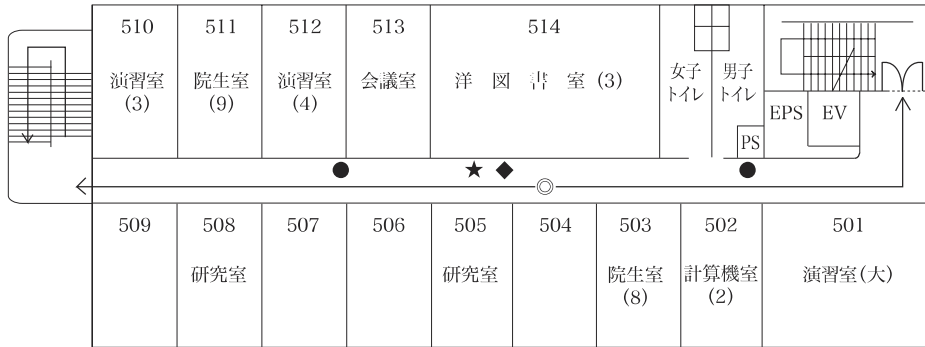 510
演習室
(3)
511
院生室
(9)
512
演習室
(4)
513
会議室
514
洋 図 書 室 (3)
女子
トイレ
男子
トイレ
PS
EPS
EV
509
508
研究室
507
506
505
研究室
504
503
院生室
(8)
502
計算機室
(2)
501
演習室(大)